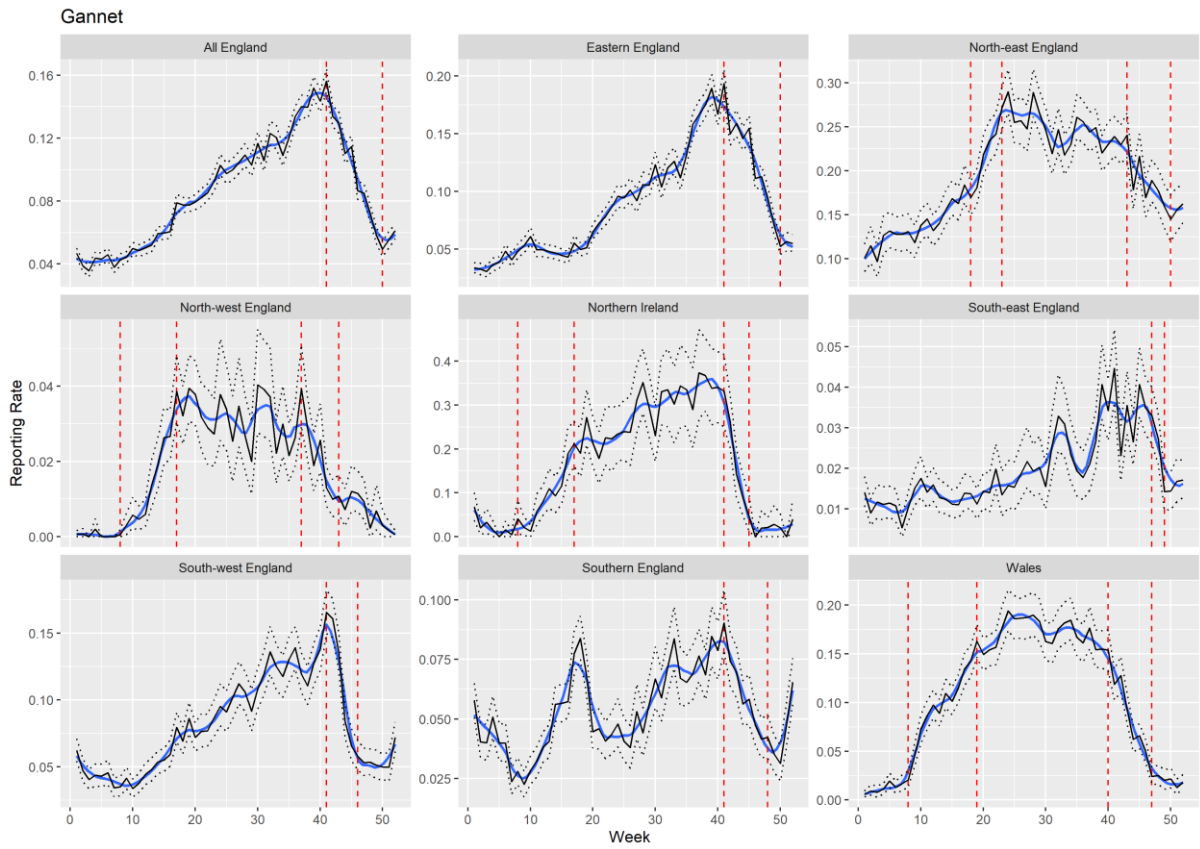 Gannet
All England
Eastern England
North-east England
0.16
0.12
0.08
0.04
0.20
0.15
0.10
0.05
0.30
0.25
0.20
0.15
0.10
North-west England
Northern Ireland
South-east England
0.04
0.02
0.00
0.4
0.3
0.2
0.1
0.0
0.05
0.04
0.03
0.02
0.01
Reporting Rate
South-west England
Southern England
Wales
0.15
0.10
0.05
0.100
0.075
0.050
0.025
0.20
0.15
0.10
0.05
0.00
0 10 20 30 40 50
0 10 20 30 40 50
0 10 20 30 40 50
Week